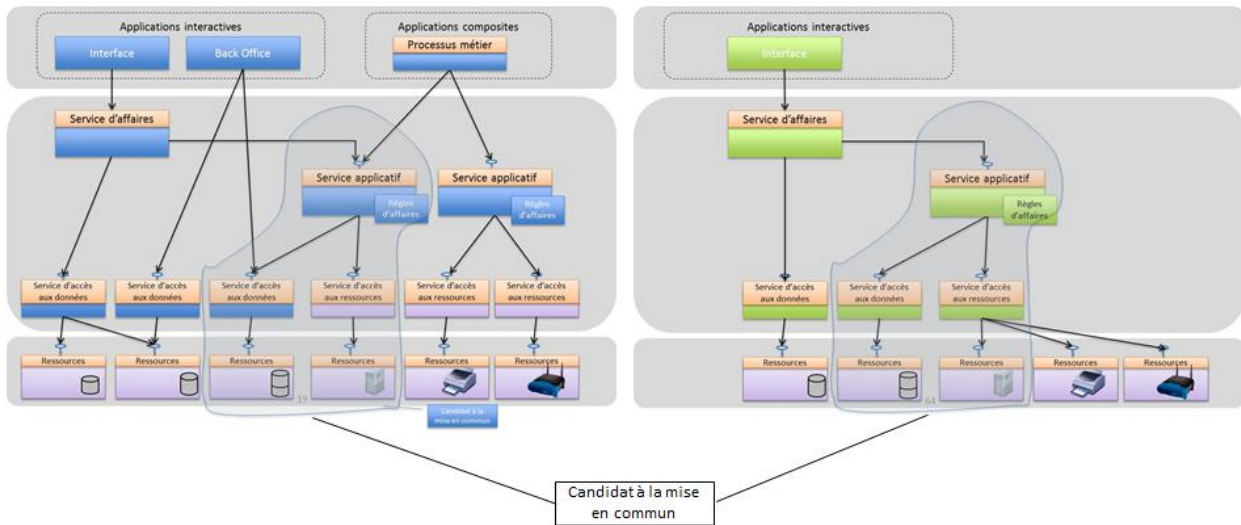 Applications interactives
Interface
Back Office
Applications composites
Processus métier
Service d'affaires
Service applicatif
Règles
d'affaires
Service applicatif
Règles
d'affaires
Service d'accès
aux données
Service d'accès
aux données
Service d'accès
aux données
Service d'accès
aux ressources
Service d'accès
aux ressources
Service d'accès
aux ressources
Ressources
Ressources
Ressources
Ressources
Ressources
Ressources
19
Candidat à la
mise en commun
Applications interactives
Interface
Service d'affaires
Service applicatif
Règles
d'affaires
Service d'accès
aux données
Service d'accès
aux données
Service d'accès
aux ressources
Ressources
Ressources
Ressources
Ressources
Ressources
64
Candidat à la mise
en commun